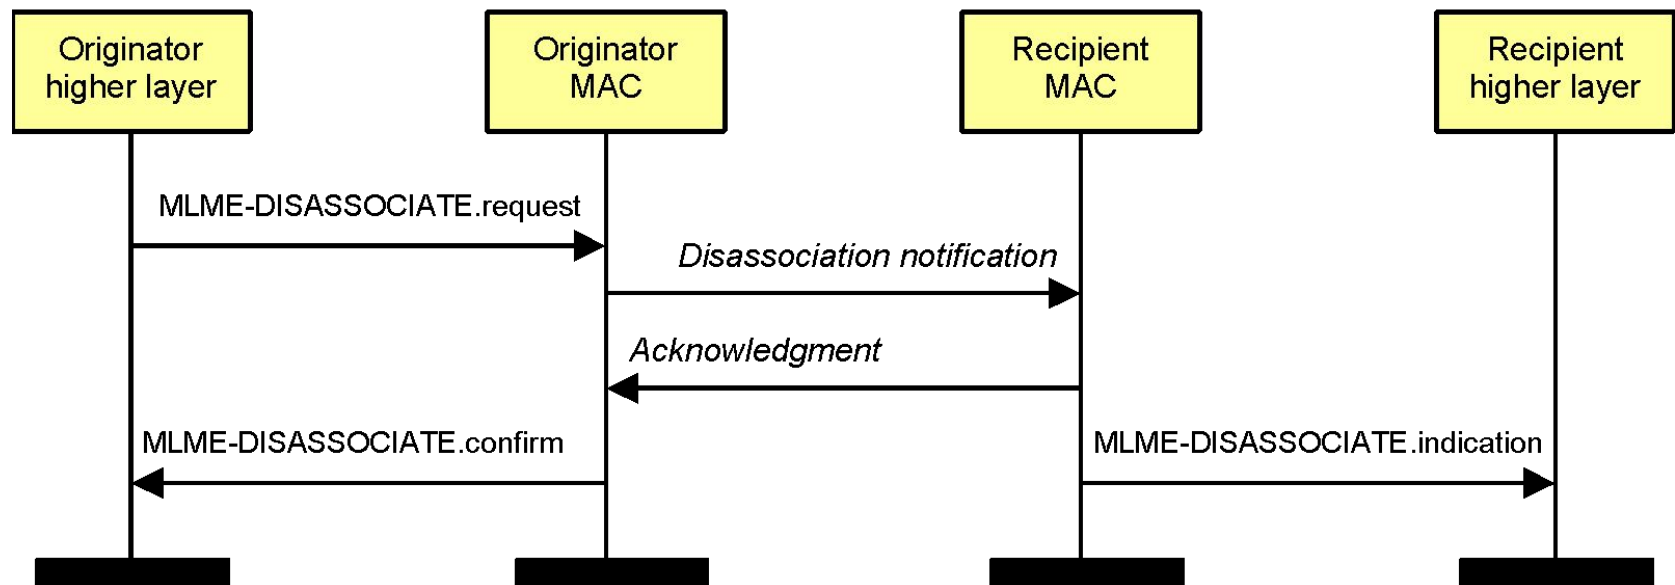 Originator
higher layer
Originator
MAC
Recipient
MAC
Recipient
higher layer
MLME-DISASSOCIATE.request
Disassociation notification
Acknowledgment
MLME-DISASSOCIATE.confirm
MLME-DISASSOCIATE.indication